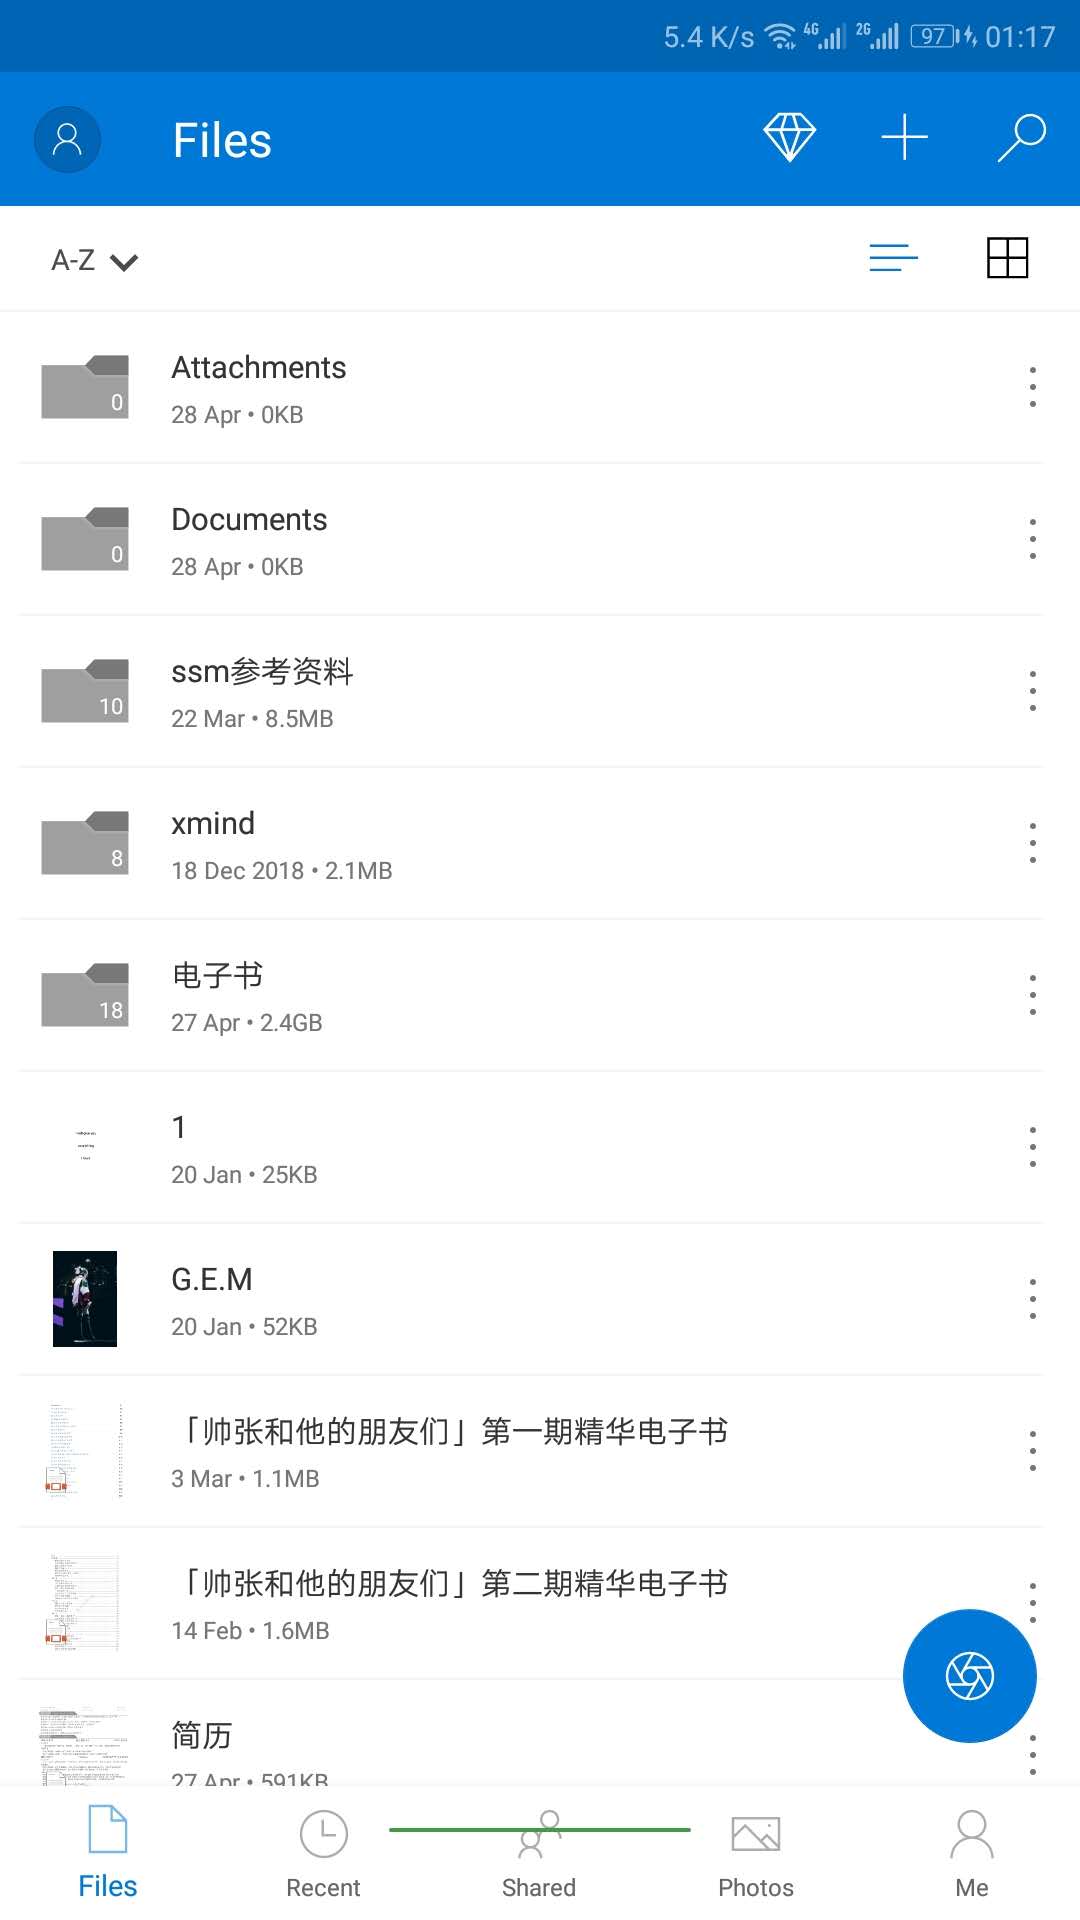 5.4 K/s 4G 2G 97 01:17
Files
A-Z
Attachments
0
28 Apr • 0KB
Documents
0
28 Apr • 0KB
ssm参考资料
10
22 Mar • 8.5MB
xmind
8
18 Dec 2018 • 2.1MB
电子书
18
27 Apr • 2.4GB
1
20 Jan • 25KB
G.E.M
20 Jan • 52KB
「帅张和他的朋友们」第一期精华电子书
3 Mar • 1.1MB
「帅张和他的朋友们」第二期精华电子书
14 Feb • 1.6MB
简历
27 Apr • 591KB
Files Recent Shared Photos Me